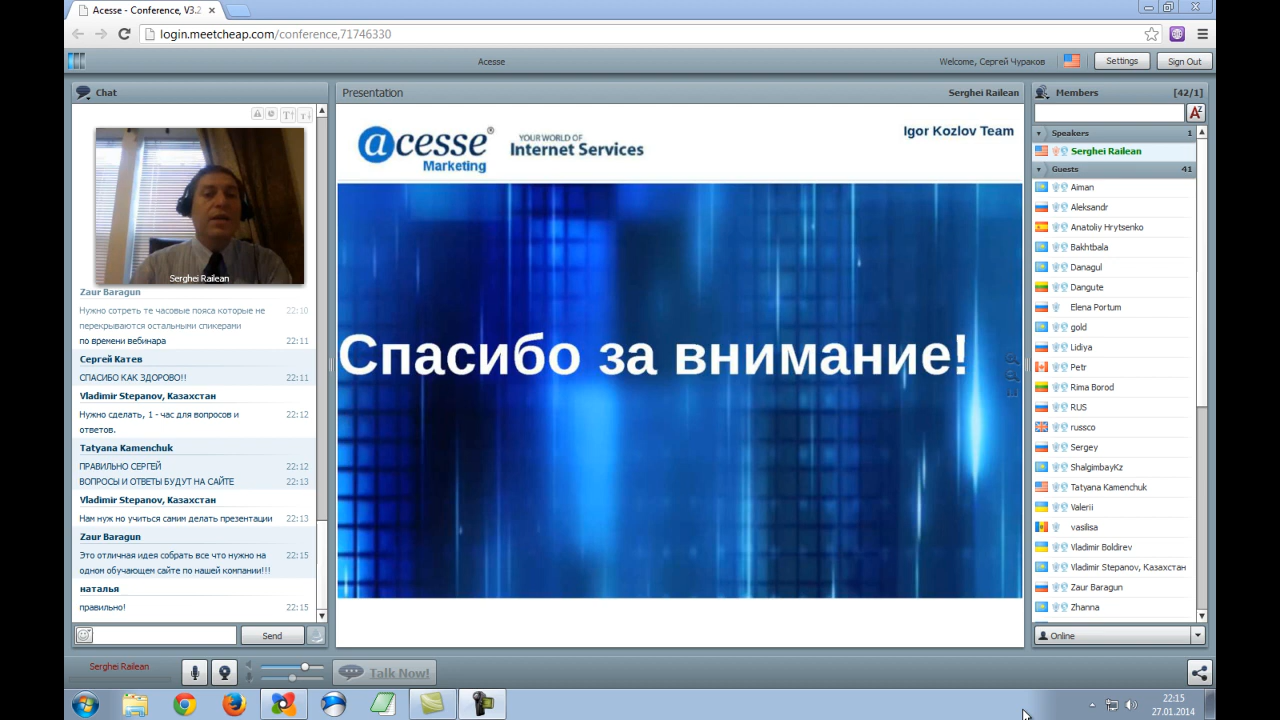 Acesse - Conference, V3.2
login.meetcheap.com/conference,71746330
Acesse
Welcome, Сергей Чураков
Settings
Sign Out
Chat
Serghei Railean
Zaur Baragun
Нужно сотреть те часовые пояса которые не 22:10
перекрываются остальными спикерами
по времени вебинара 22:11
Сергей Катев
СПАСИБО КАК ЗДОРОВО!! 22:11
Vladimir Stepanov, Казахстан
Нужно сделать, 1 - час для вопросов и 22:12
ответов.
Tatyana Kamenchuk
ПРАВИЛЬНО СЕРГЕЙ 22:12
ВОПРОСЫ И ОТВЕТЫ БУДУТ НА САЙТЕ 22:13
Vladimir Stepanov, Казахстан
Нам нуж но учиться самим делать презентации 22:13
Zaur Baragun
Это отличная идея собрать все что нужно на 22:15
одном обучающем сайте по нашей компании!!!
наталья
правильно! 22:15
Send
Presentation
Serghei Railean
acesse®
Marketing
YOUR WORLD OF
Internet Services
Igor Kozlov Team
Спасибо за внимание!
Members [42/1]
Speakers 1
Serghei Railean
Guests 41
Aiman
Aleksandr
Anatoliy Hrytsenko
Bakhtbala
Danagul
Dangute
Elena Portum
gold
Lidiya
Petr
Rima Borod
RUS
russco
Sergey
ShalgimbayKz
Tatyana Kamenchuk
Valerii
vasilisa
Vladimir Boldirev
Vladimir Stepanov, Казахстан
Zaur Baragun
Zhanna
Online
Serghei Railean
Talk Now!
22:15
27.01.2014